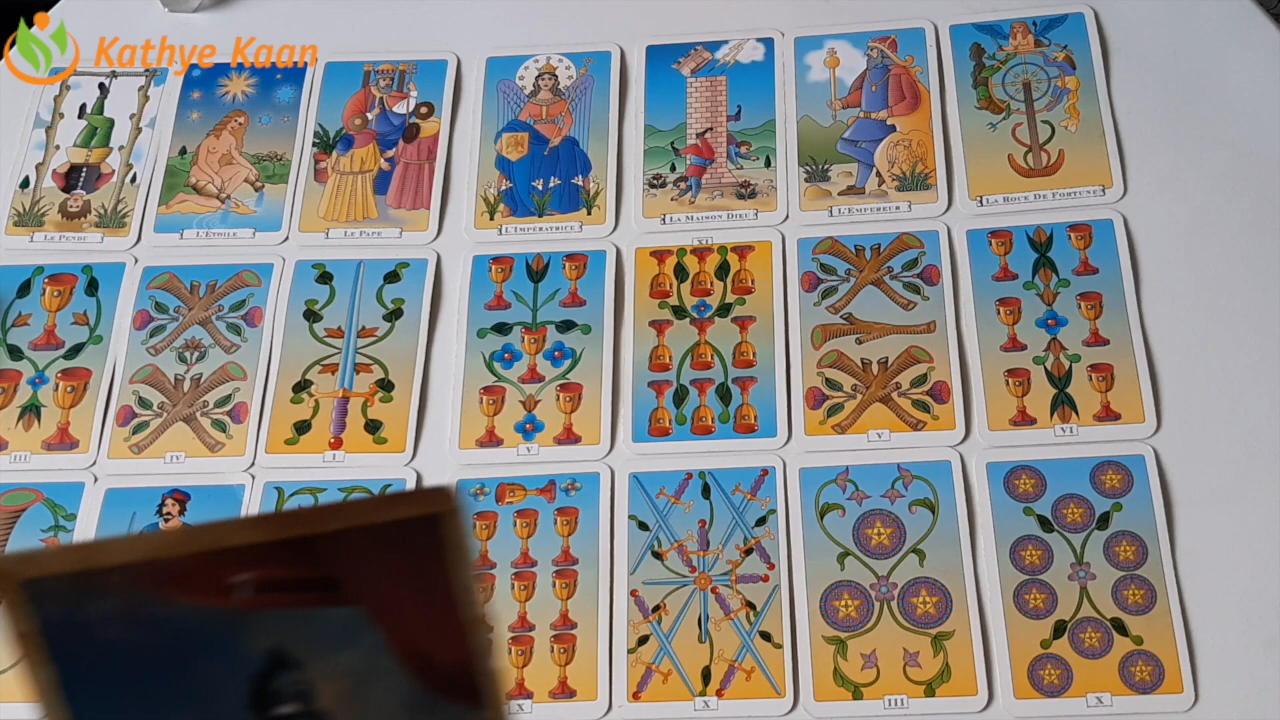 Kathye Kaan
LE PENDU
L'ÉTOILE
LE PAPE
L'IMPÉRATRICE
LA MAISON DIEU
L'EMPEREUR
LA ROUE DE FORTUNE
III
IV
I
V
XI
V
VI
X
X
III
X